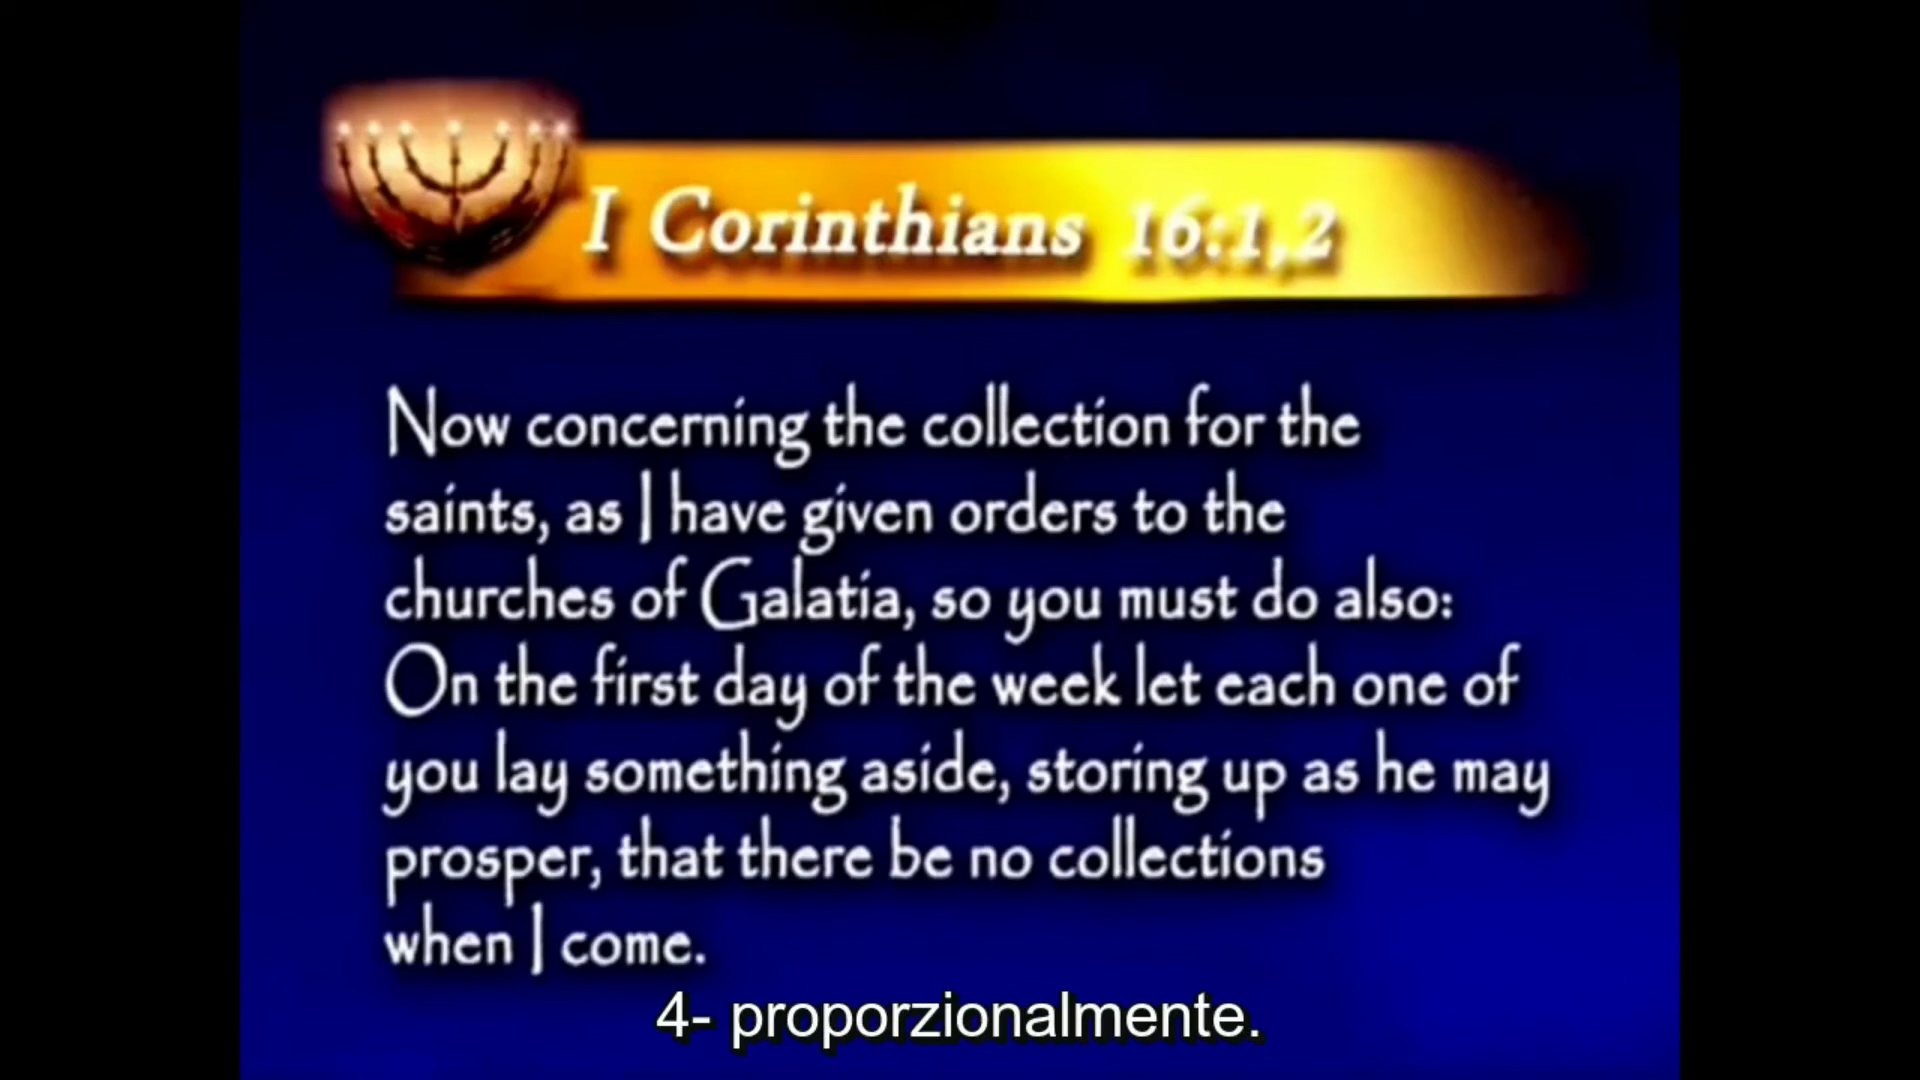 I Corinthians 16:1,2
Now concerning the collection for the
saints, as I have given orders to the
churches of Galatia, so you must do also:
On the first day of the week let each one of
you lay something aside, storing up as he may
prosper, that there be no collections
when I come.
4- proporzionalmente.